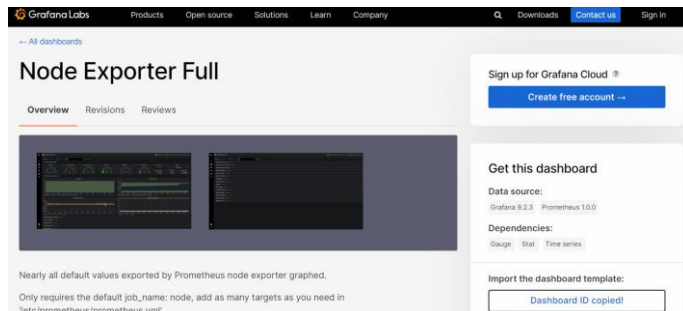 Grafana Labs
Products Open source Solutions Learn Company
Downloads Contact us Sign in
← All dashboards
Node Exporter Full
Overview Revisions Reviews
Nearly all default values exported by Prometheus node exporter graphed.
Only requires the default job_name: node, add as many targets as you need in
'/etc/prometheus/prometheus.yml'
Sign up for Grafana Cloud
Create free account →
Get this dashboard
Data source:
Grafana 9.2.3 Prometheus 1.0.0
Dependencies:
Gauge Stat Time series
Import the dashboard template:
Dashboard ID copied!